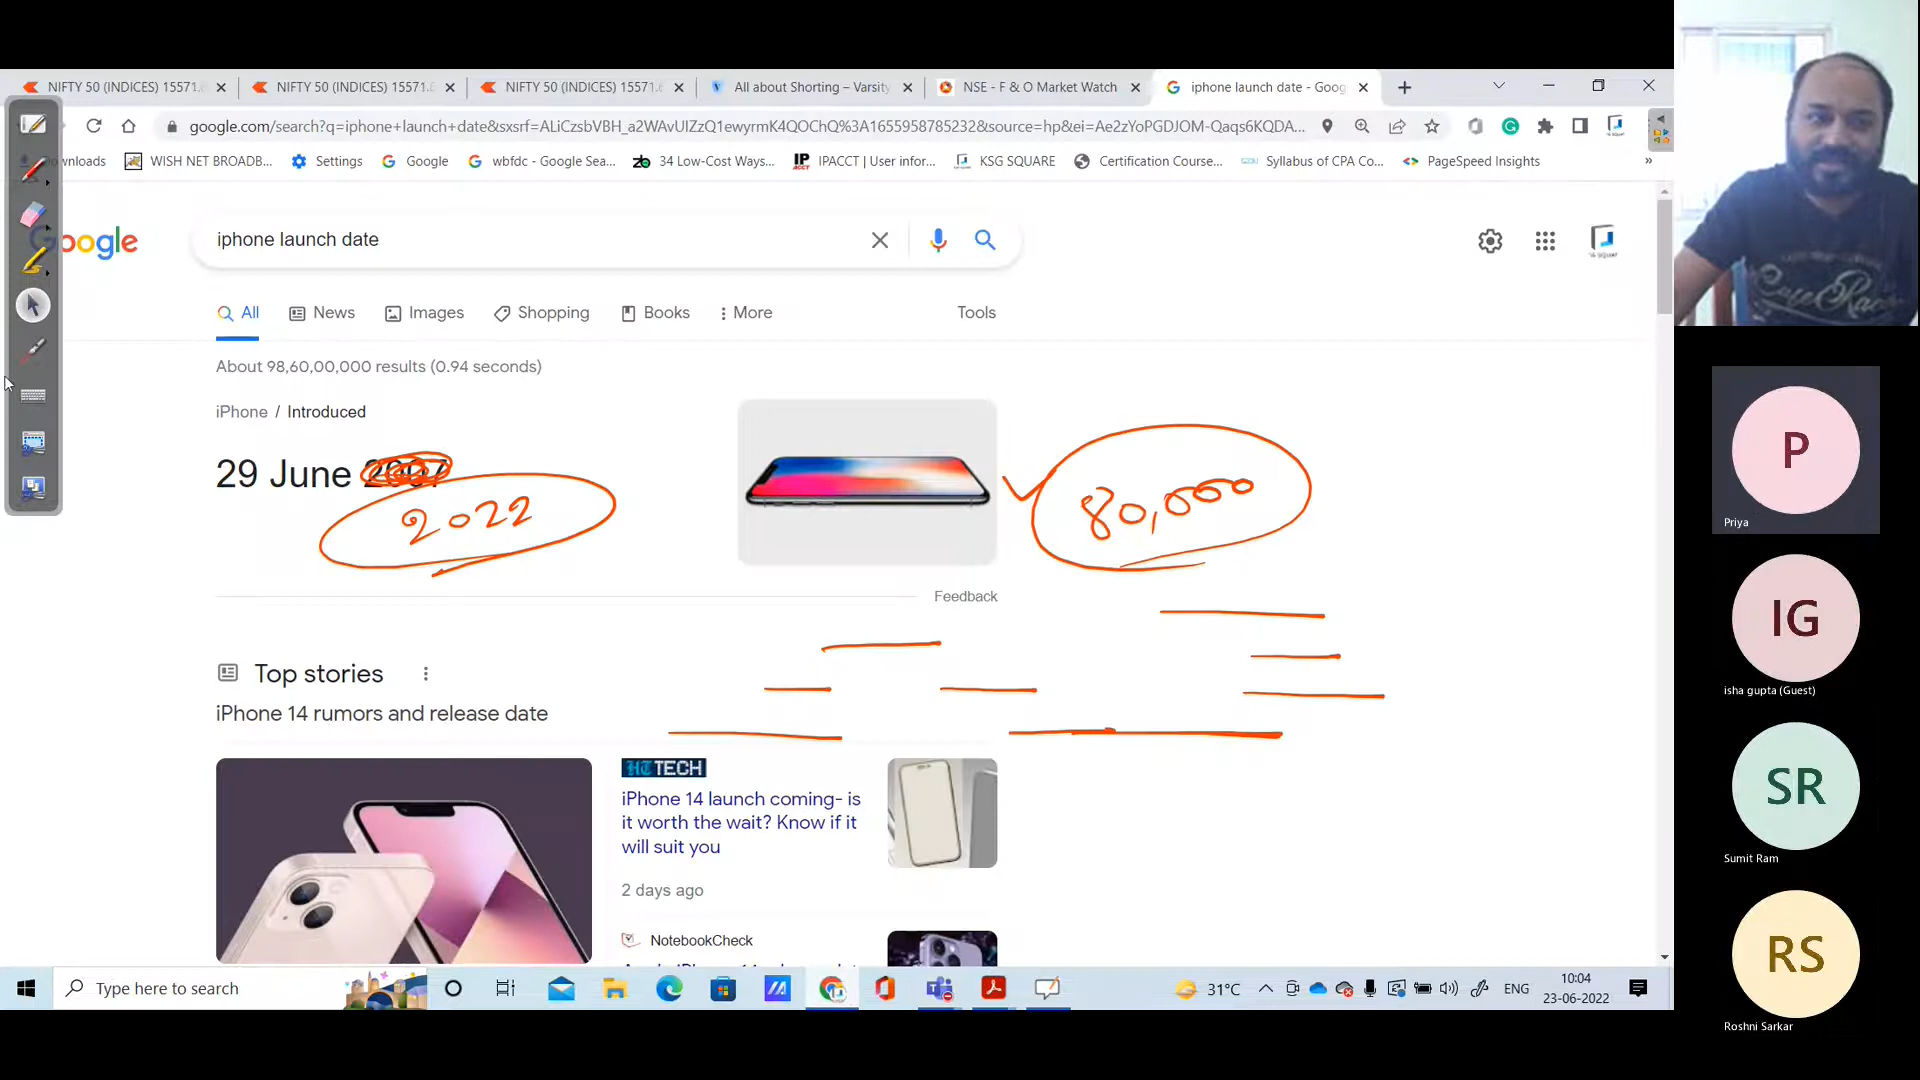 NIFTY 50 (INDICES) 15571. NIFTY 50 (INDICES) 15571. NIFTY 50 (INDICES) 15571. All about Shorting – Varsity NSE - F & O Market Watch iphone launch date - Goog
google.com/search?q=iphone+launch+date&sxsrf=ALiCzsbVBH_a2WAvUIZzQ1ewyrmK4QOChQ%3A1655958785232&source=hp&ei=Ae2zYoPGDJOM-Qaqs6KQDA...
wnloads WISH NET BROADB... Settings Google wbfdc - Google Sea... 34 Low-Cost Ways... IPACCT | User infor... KSG SQUARE Certification Course... Syllabus of CPA Co... PageSpeed Insights »
oogle
iphone launch date
All News Images Shopping Books More Tools
About 98,60,00,000 results (0.94 seconds)
iPhone / Introduced
29 June 2007
2022
80,000
Feedback
Top stories
iPhone 14 rumors and release date
HT TECH
iPhone 14 launch coming- is
it worth the wait? Know if it
will suit you
2 days ago
NotebookCheck
Type here to search
31°C ENG
10:04
23-06-2022
P
Priya
IG
isha gupta (Guest)
SR
Sumit Ram
RS
Roshni Sarkar